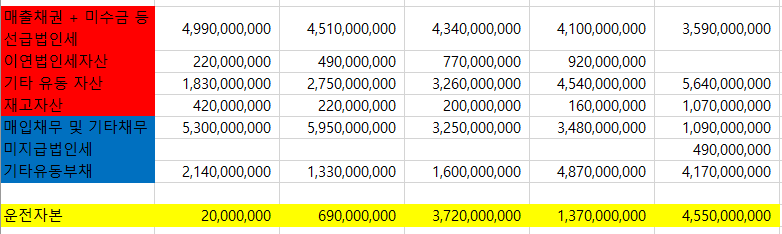 매출채권 + 미수금 등 4,990,000,000 4,510,000,000 4,340,000,000 4,100,000,000 3,590,000,000
선급법인세
이연법인세자산 220,000,000 490,000,000 770,000,000 920,000,000
기타 유동 자산 1,830,000,000 2,750,000,000 3,260,000,000 4,540,000,000 5,640,000,000
재고자산 420,000,000 220,000,000 200,000,000 160,000,000 1,070,000,000
매입채무 및 기타채무 5,300,000,000 5,950,000,000 3,250,000,000 3,480,000,000 1,090,000,000
미지급법인세 490,000,000
기타유동부채 2,140,000,000 1,330,000,000 1,600,000,000 4,870,000,000 4,170,000,000
운전자본 20,000,000 690,000,000 3,720,000,000 1,370,000,000 4,550,000,000